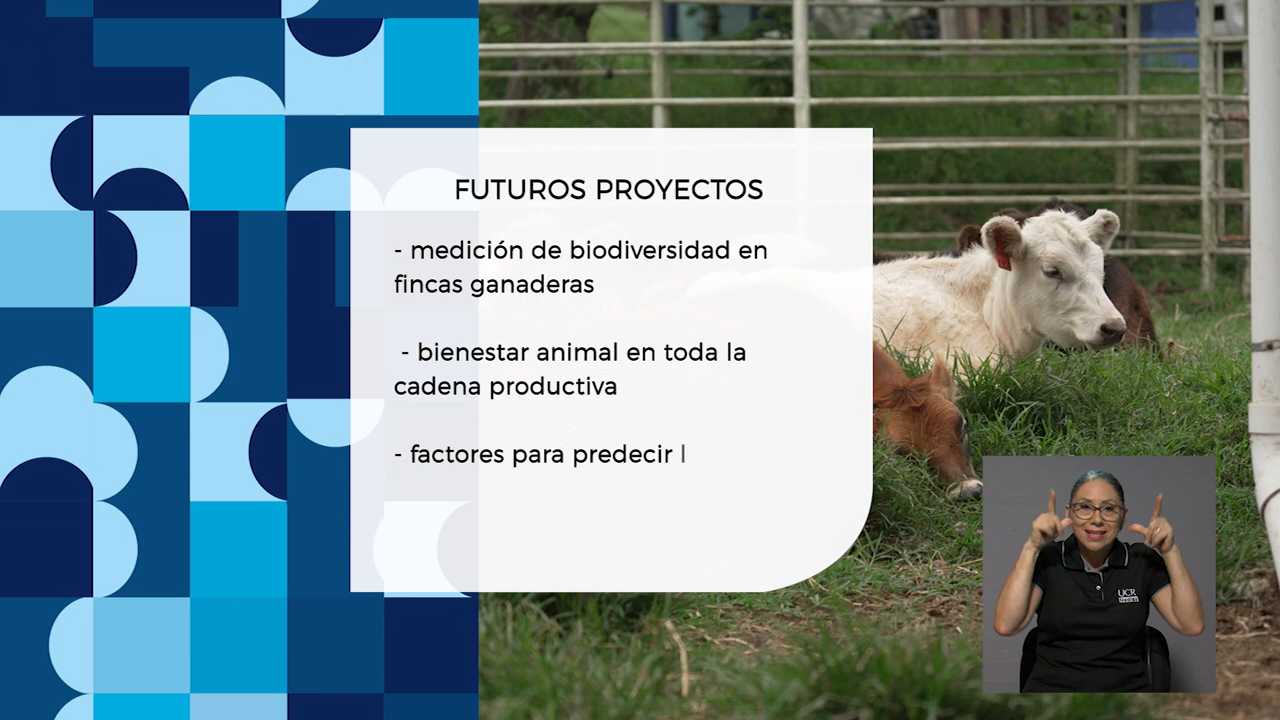 FUTUROS PROYECTOS
- medición de biodiversidad en
fincas ganaderas
- bienestar animal en toda la
cadena productiva
- factores para predecir l
UCR